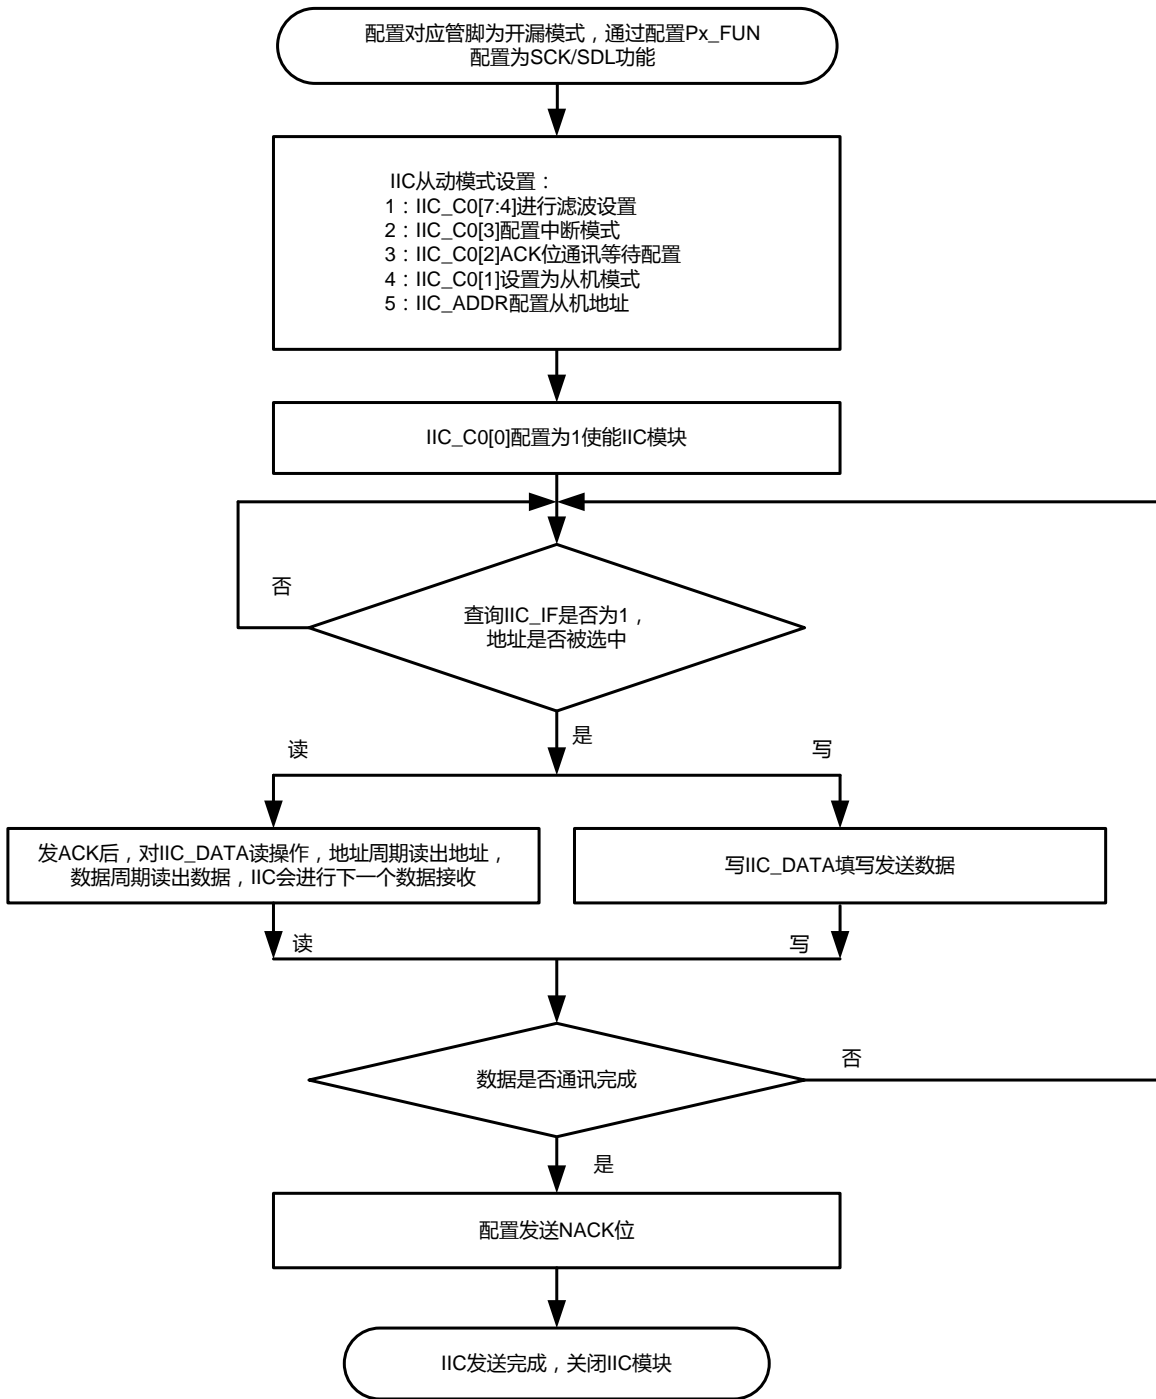 配置对应管脚为开漏模式，通过配置Px_FUN
配置为SCK/SDL功能
IIC从动模式设置：
1：IIC_C0[7:4]进行滤波设置
2：IIC_C0[3]配置中断模式
3：IIC_C0[2]ACK位通讯等待配置
4：IIC_C0[1]设置为从机模式
5：IIC_ADDR配置从机地址
IIC_C0[0]配置为1使能IIC模块
否
查询IIC_IF是否为1，
地址是否被选中
是
读
写
发ACK后，对IIC_DATA读操作，地址周期读出地址，
数据周期读出数据，IIC会进行下一个数据接收
写IIC_DATA填写发送数据
读
写
数据是否通讯完成
否
是
配置发送NACK位
IIC发送完成，关闭IIC模块